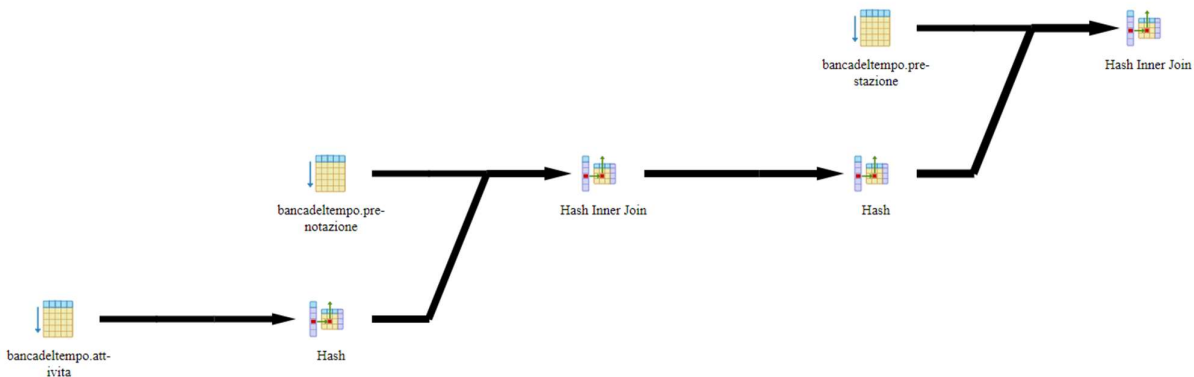 bancadeltempo.pre-
stazione
Hash Inner Join
bancadeltempo.pre-
notazione
Hash Inner Join
Hash
bancadeltempo.att-
ivita
Hash